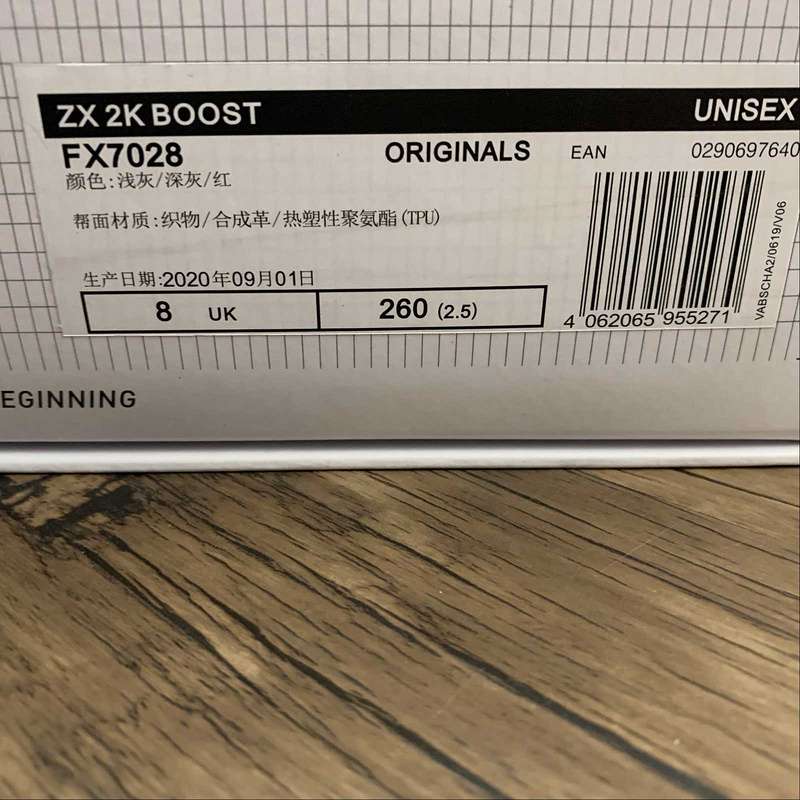 ZX 2K BOOST UNISEX
FX7028 ORIGINALS EAN 0290697640
颜色:浅灰/深灰/红
帮面材质:织物/合成革/热塑性聚氨酯(TPU)
生产日期:2020年09月01日
8 UK 260 (2.5)
4 062065 955271
VABSCHA2/0619/V06
EGINNING